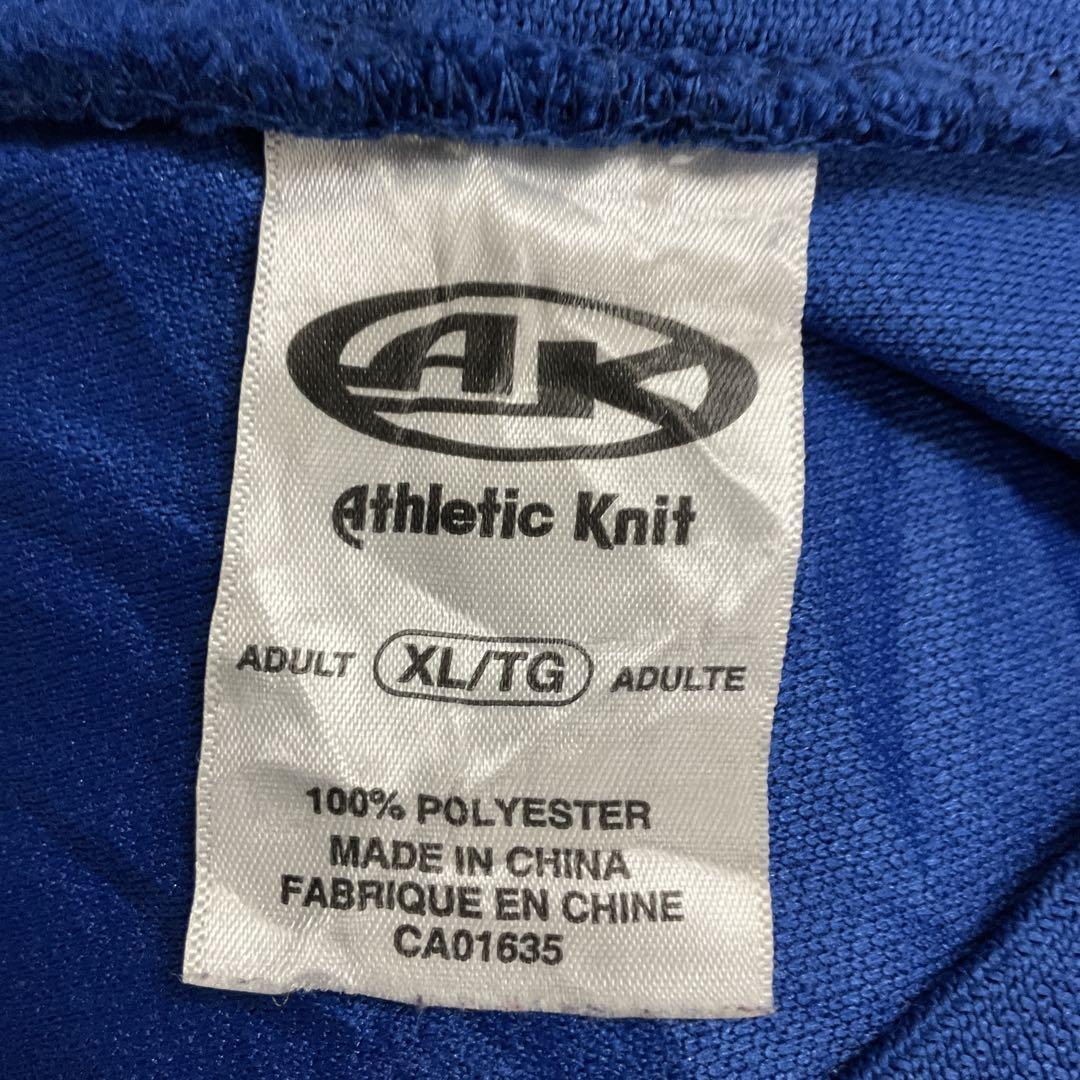 AK
Athletic Knit
ADULT XL/TG ADULTE
100% POLYESTER
MADE IN CHINA
FABRIQUE EN CHINE
CA01635